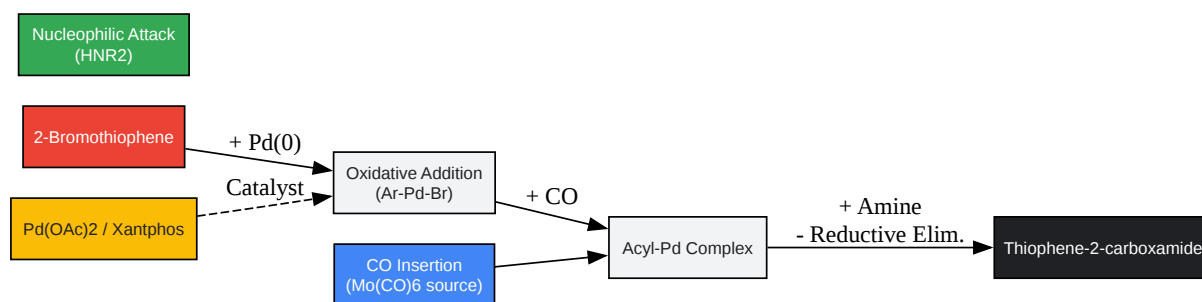 Nucleophilic Attack
(HNR2)
2-Bromothiophene
+ Pd(0)
Catalyst
Pd(OAc)2 / Xantphos
Oxidative Addition
(Ar-Pd-Br)
+ CO
CO Insertion
(Mo(CO)6 source)
Acyl-Pd Complex
+ Amine
- Reductive Elim.
Thiophene-2-carboxamide